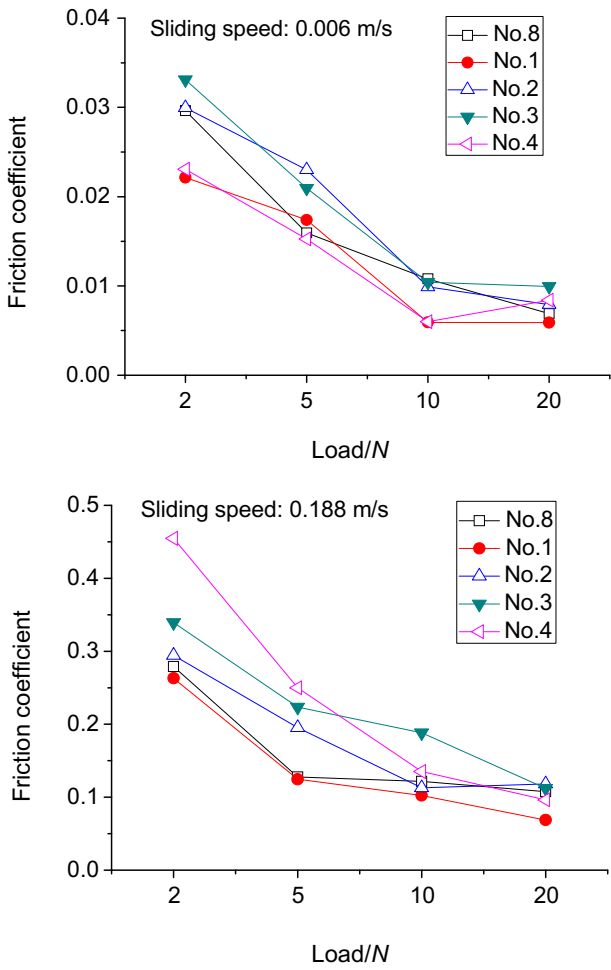 Sliding speed: 0.006 m/s
No.8
No.1
No.2
No.3
No.4
0.04
0.03
0.02
0.01
0.00
Friction coefficient
2 5 10 20
Load/N
Sliding speed: 0.188 m/s
No.8
No.1
No.2
No.3
No.4
0.5
0.4
0.3
0.2
0.1
0.0
Friction coefficient
2 5 10 20
Load/N